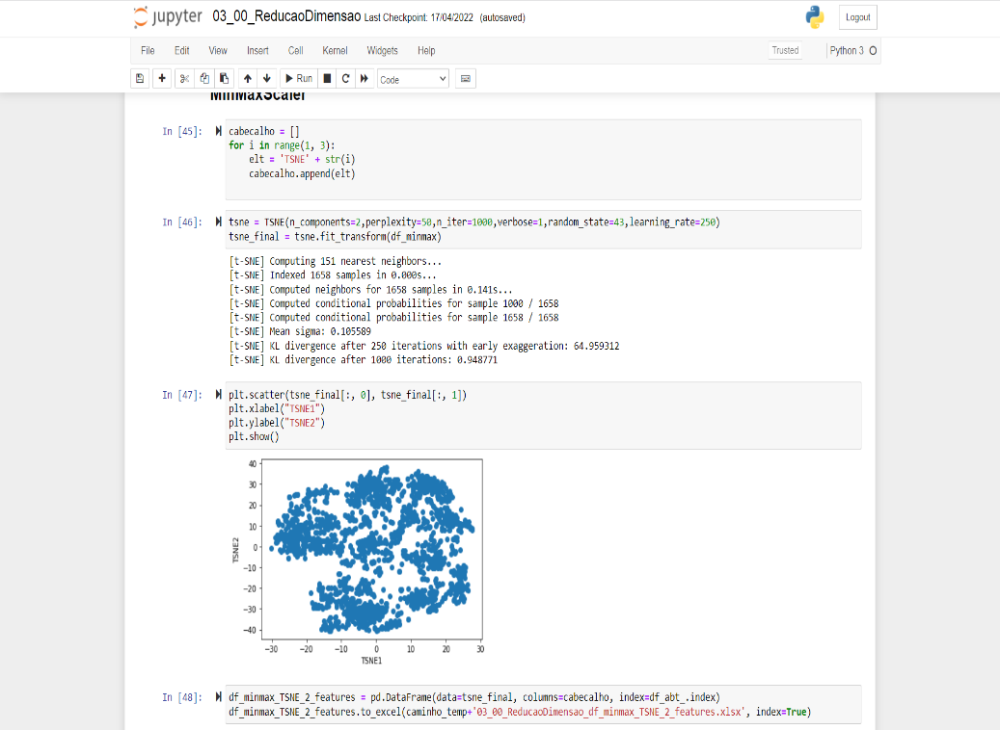 jupyter 03_00_ReducaoDimensao Last Checkpoint: 17/04/2022 (autosaved)
Logout
File Edit View Insert Cell Kernel Widgets Help
Trusted
Python 3
Run
Code
MinMaxScaler
In [45]:
cabecalho = []
for i in range(1, 3):
    elt = 'TSNE' + str(i)
    cabecalho.append(elt)
In [46]:
tsne = TSNE(n_components=2,perplexity=50,n_iter=1000,verbose=1,random_state=43,learning_rate=250)
tsne_final = tsne.fit_transform(df_minmax)
[t-SNE] Computing 151 nearest neighbors...
[t-SNE] Indexed 1658 samples in 0.000s...
[t-SNE] Computed neighbors for 1658 samples in 0.141s...
[t-SNE] Computed conditional probabilities for sample 1000 / 1658
[t-SNE] Computed conditional probabilities for sample 1658 / 1658
[t-SNE] Mean sigma: 0.105589
[t-SNE] KL divergence after 250 iterations with early exaggeration: 64.959312
[t-SNE] KL divergence after 1000 iterations: 0.948771
In [47]:
plt.scatter(tsne_final[:, 0], tsne_final[:, 1])
plt.xlabel("TSNE1")
plt.ylabel("TSNE2")
plt.show()
40
30
20
10
0
−10
−20
−30
−40
TSNE2
−30 −20 −10 0 10 20 30
TSNE1
In [48]:
df_minmax_TSNE_2_features = pd.DataFrame(data=tsne_final, columns=cabecalho, index=df_abt_.index)
df_minmax_TSNE_2_features.to_excel(caminho_temp+'03_00_ReducaoDimensao_df_minmax_TSNE_2_features.xlsx', index=True)